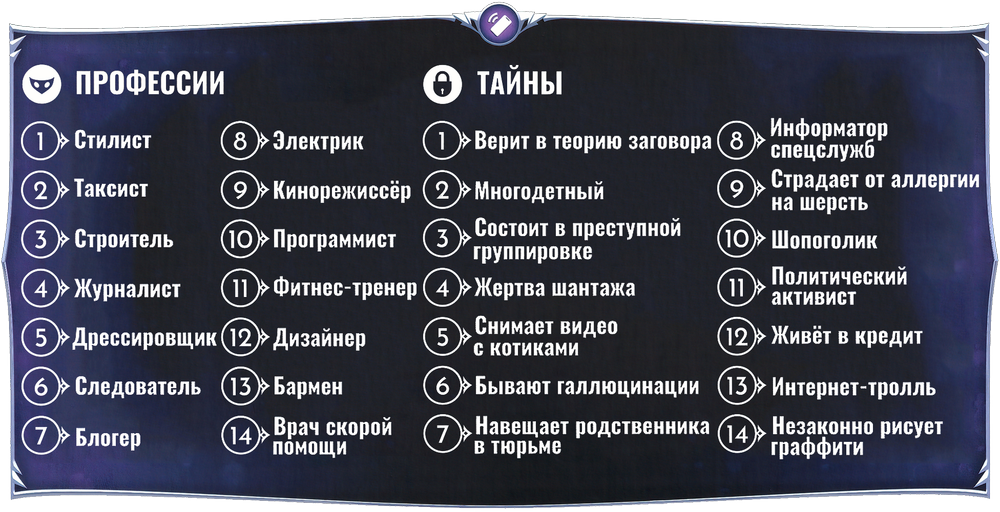 ПРОФЕССИИ
1 Стилист
2 Таксист
3 Строитель
4 Журналист
5 Дрессировщик
6 Следователь
7 Блогер
8 Электрик
9 Кинорежиссёр
10 Программист
11 Фитнес-тренер
12 Дизайнер
13 Бармен
14 Врач скорой
помощи
ТАЙНЫ
1 Верит в теорию заговора
2 Многодетный
3 Состоит в преступной
группировке
4 Жертва шантажа
5 Снимает видео
с котиками
6 Бывают галлюцинации
7 Навещает родственника
в тюрьме
8 Информатор
спецслужб
9 Страдает от аллергии
на шерсть
10 Шопоголик
11 Политический
активист
12 Живёт в кредит
13 Интернет-тролль
14 Незаконно рисует
граффити